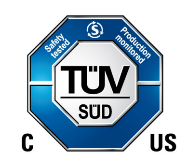 Safety tested
Production monitored
TÜV
SÜD
C US